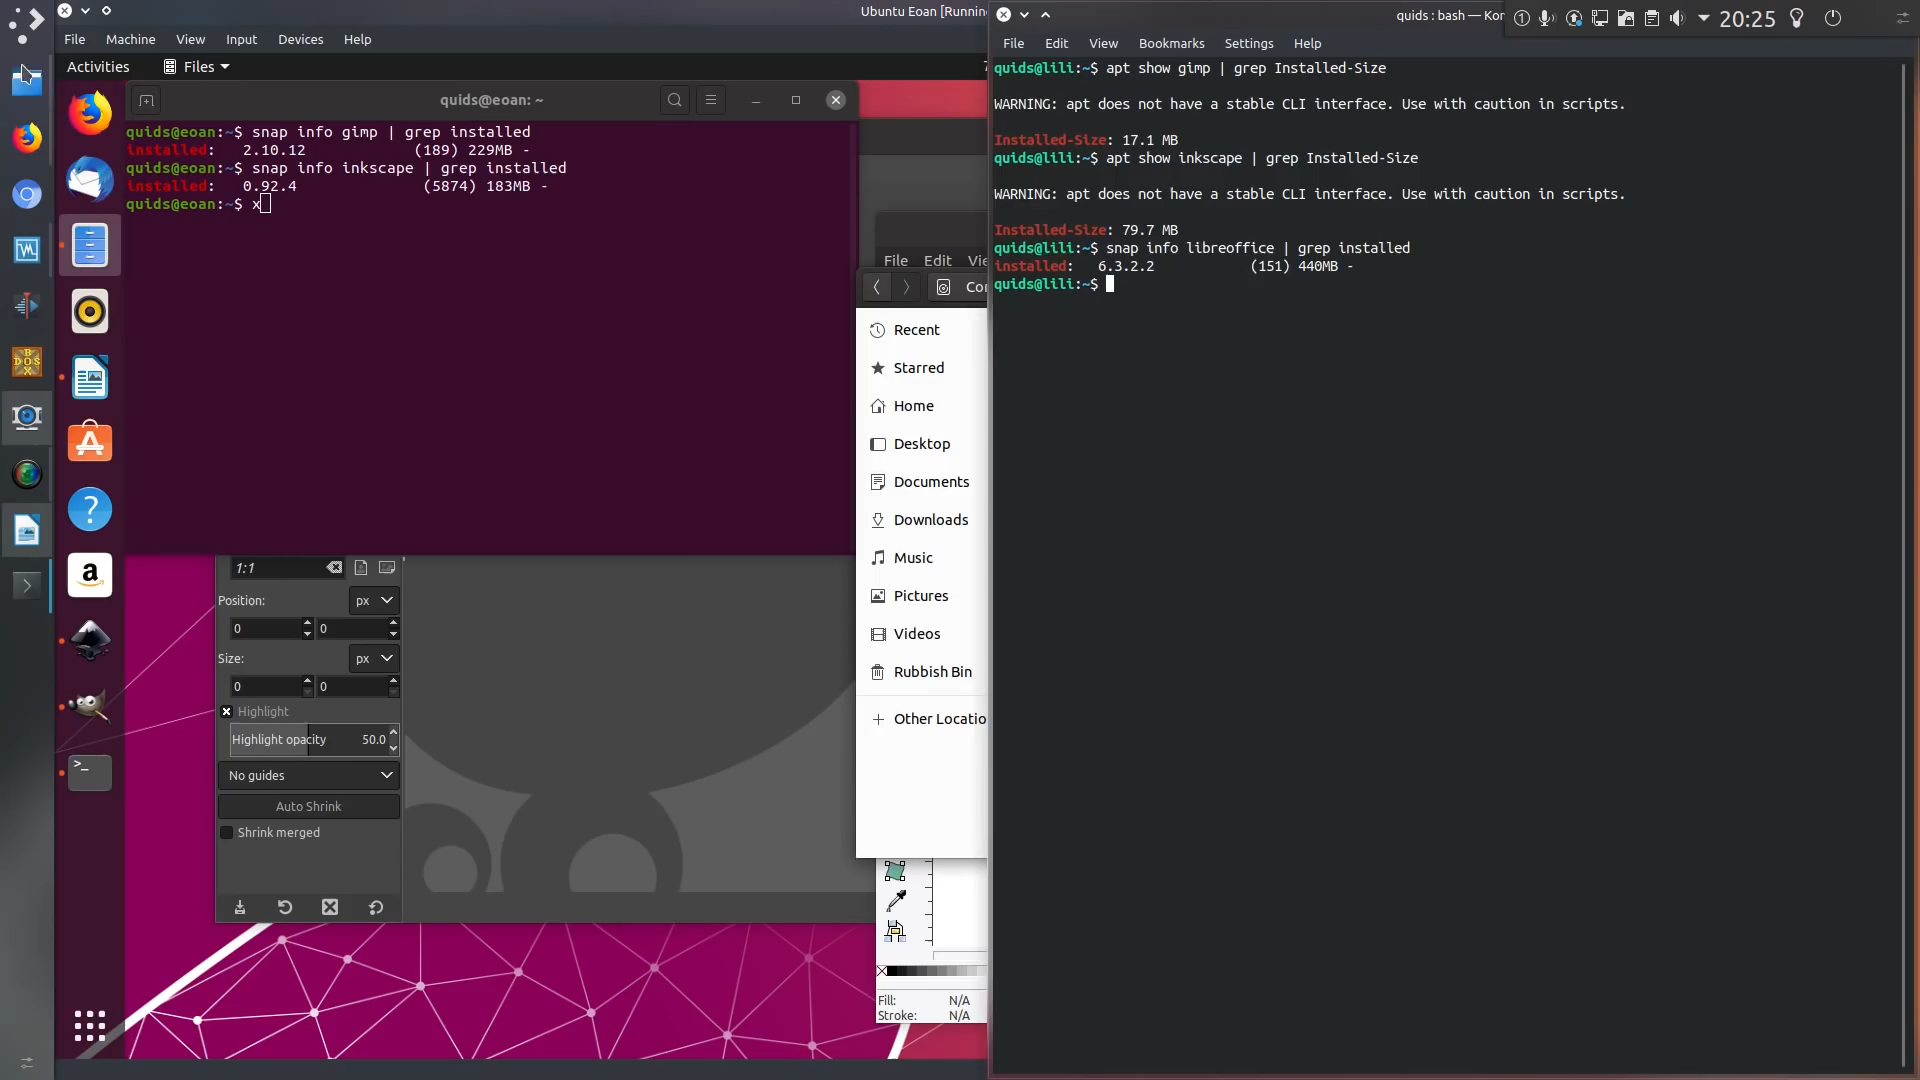 Ubuntu Eoan [Runnin
File Machine View Input Devices Help
Activities Files
quids@eoan: ~
quids@eoan:~$ snap info gimp | grep installed
installed: 2.10.12 (189) 229MB -
quids@eoan:~$ snap info inkscape | grep installed
installed: 0.92.4 (5874) 183MB -
quids@eoan:~$ x
DOS
a
>_
1:1
Position:
px
0 0
Size:
px
0 0
Highlight
Highlight opacity 50.0
No guides
Auto Shrink
Shrink merged
File Edit Vie
Co
Recent
Starred
Home
Desktop
Documents
Downloads
Music
Pictures
Videos
Rubbish Bin
+ Other Locatio
Fill: N/A
Stroke: N/A
quids : bash — Kon
20:25
File Edit View Bookmarks Settings Help
quids@lili:~$ apt show gimp | grep Installed-Size
WARNING: apt does not have a stable CLI interface. Use with caution in scripts.
Installed-Size: 17.1 MB
quids@lili:~$ apt show inkscape | grep Installed-Size
WARNING: apt does not have a stable CLI interface. Use with caution in scripts.
Installed-Size: 79.7 MB
quids@lili:~$ snap info libreoffice | grep installed
installed: 6.3.2.2 (151) 440MB -
quids@lili:~$